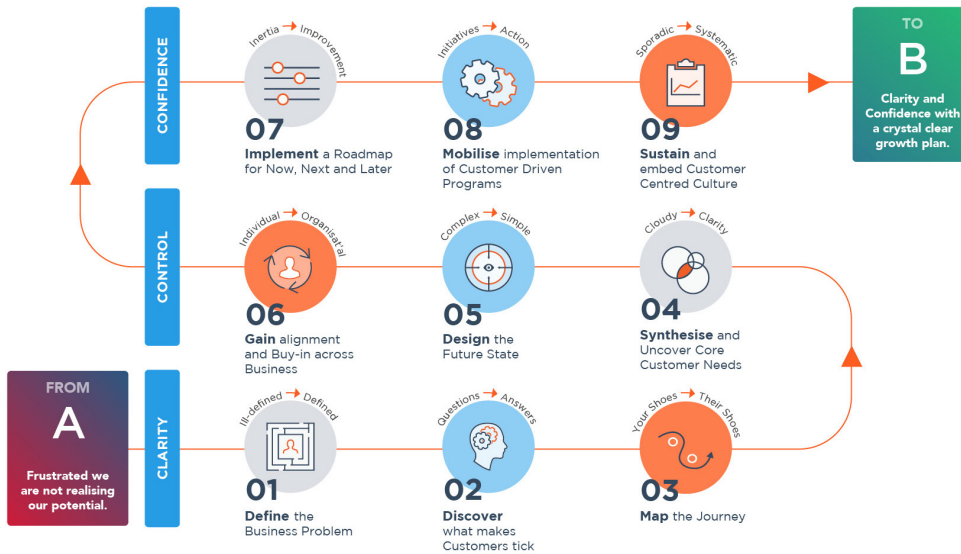 FROM
A
Frustrated we
are not realising
our potential.
CLARITY
Ill-defined → Defined
01
Define the
Business Problem
Questions → Answers
02
Discover
what makes
Customers tick
Your Shoes → Their Shoes
03
Map the Journey
CONTROL
Cloudy → Clarity
04
Synthesise and
Uncover Core
Customer Needs
Complex → Simple
05
Design the
Future State
Individual → Organisat'al
06
Gain alignment
and Buy-in across
Business
CONFIDENCE
Inertia → Improvement
07
Implement a Roadmap
for Now, Next and Later
Initiatives → Action
08
Mobilise implementation
of Customer Driven
Programs
Sporadic → Systematic
09
Sustain and
embed Customer
Centred Culture
TO
B
Clarity and
Confidence with
a crystal clear
growth plan.